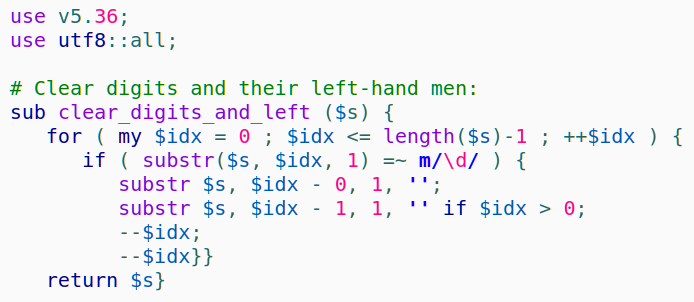 use v5.36;
use utf8::all;

# Clear digits and their left-hand men:
sub clear_digits_and_left ($s) {
   for ( my $idx = 0 ; $idx <= length($s)-1 ; ++$idx ) {
      if ( substr($s, $idx, 1) =~ m/\d/ ) {
         substr $s, $idx - 0, 1, '';
         substr $s, $idx - 1, 1, '' if $idx > 0;
         --$idx;
         --$idx}}
   return $s}